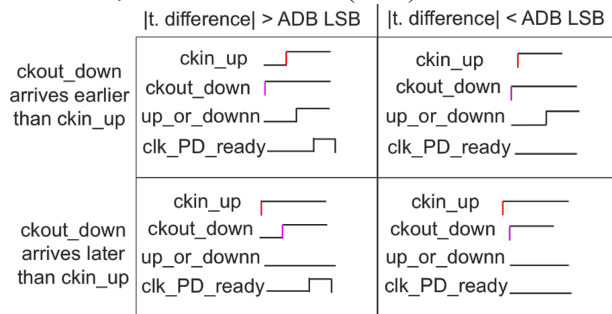 |t. difference| > ADB LSB
|t. difference| < ADB LSB
ckout_down
arrives earlier
than ckin_up
ckin_up
ckout_down
up_or_downn
clk_PD_ready
ckin_up
ckout_down
up_or_downn
clk_PD_ready
ckout_down
arrives later
than ckin_up
ckin_up
ckout_down
up_or_downn
clk_PD_ready
ckin_up
ckout_down
up_or_downn
clk_PD_ready